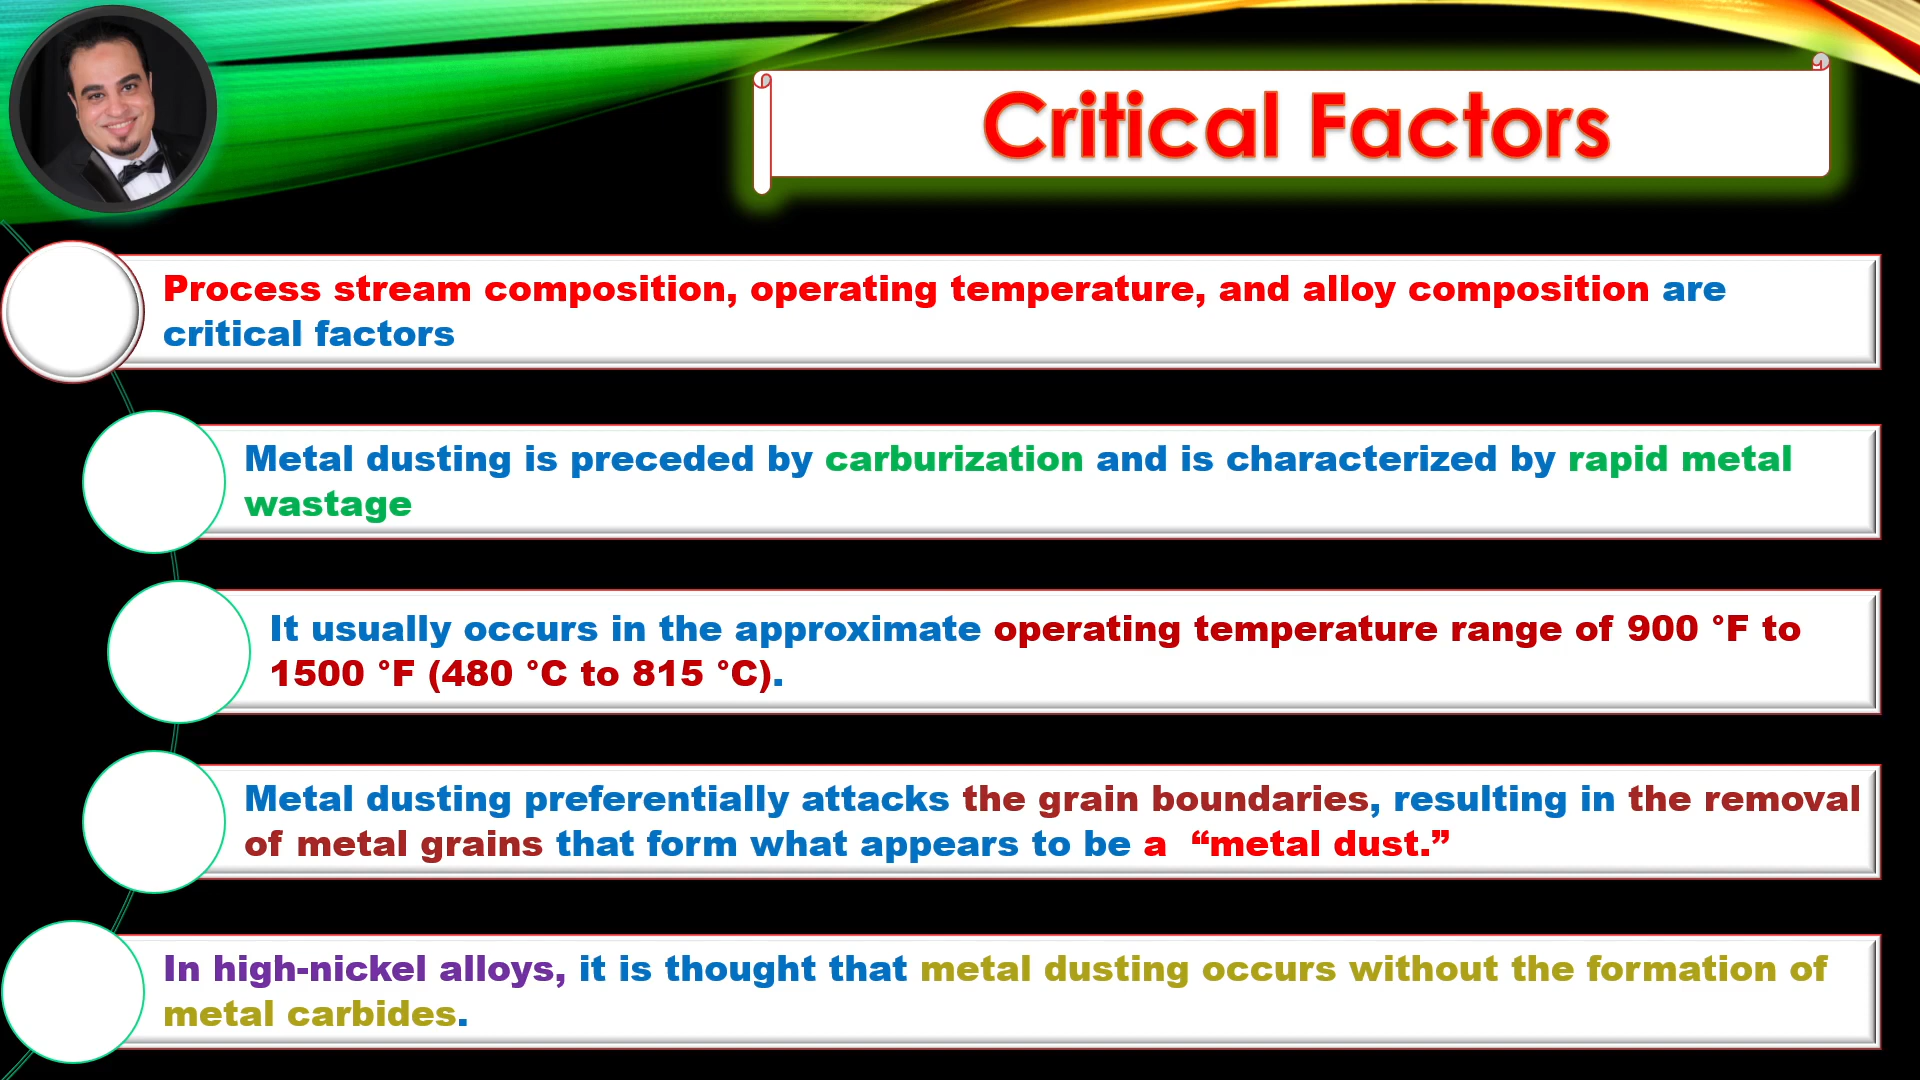 Critical Factors
Process stream composition, operating temperature, and alloy composition are
critical factors
Metal dusting is preceded by carburization and is characterized by rapid metal
wastage
It usually occurs in the approximate operating temperature range of 900 °F to
1500 °F (480 °C to 815 °C).
Metal dusting preferentially attacks the grain boundaries, resulting in the removal
of metal grains that form what appears to be a  “metal dust.”
In high-nickel alloys, it is thought that metal dusting occurs without the formation of
metal carbides.